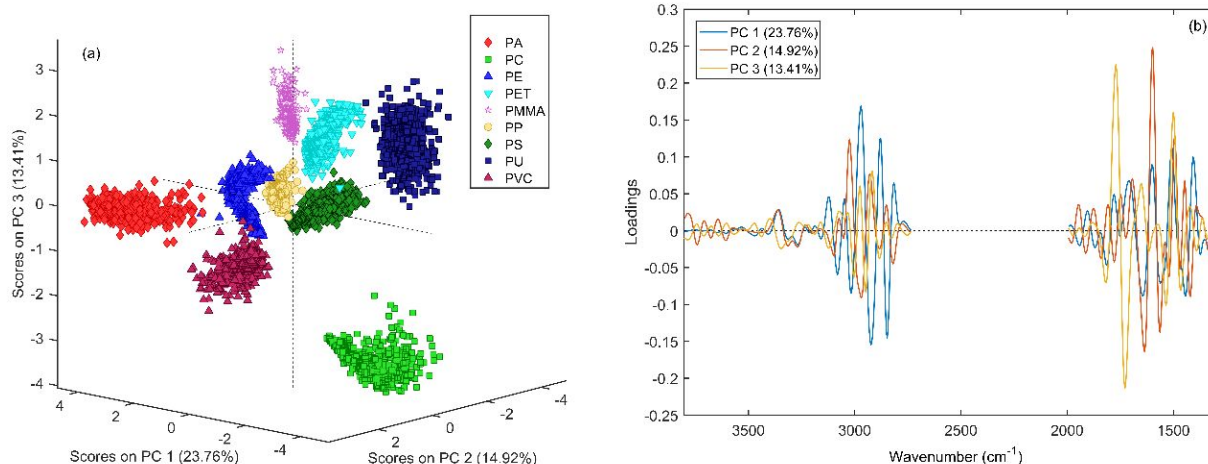 (a)
PA
PC
PE
PET
PMMA
PP
PS
PU
PVC
Scores on PC 3 (13.41%)
3
2
1
0
-1
-2
-3
-4
4
2
0
-2
-4
Scores on PC 1 (23.76%)
2
0
-2
-4
Scores on PC 2 (14.92%)
(b)
PC 1 (23.76%)
PC 2 (14.92%)
PC 3 (13.41%)
Loadings
0.3
0.25
0.2
0.15
0.1
0.05
0
-0.05
-0.1
-0.15
-0.2
-0.25
3500
3000
2500
2000
1500
Wavenumber (cm-1)